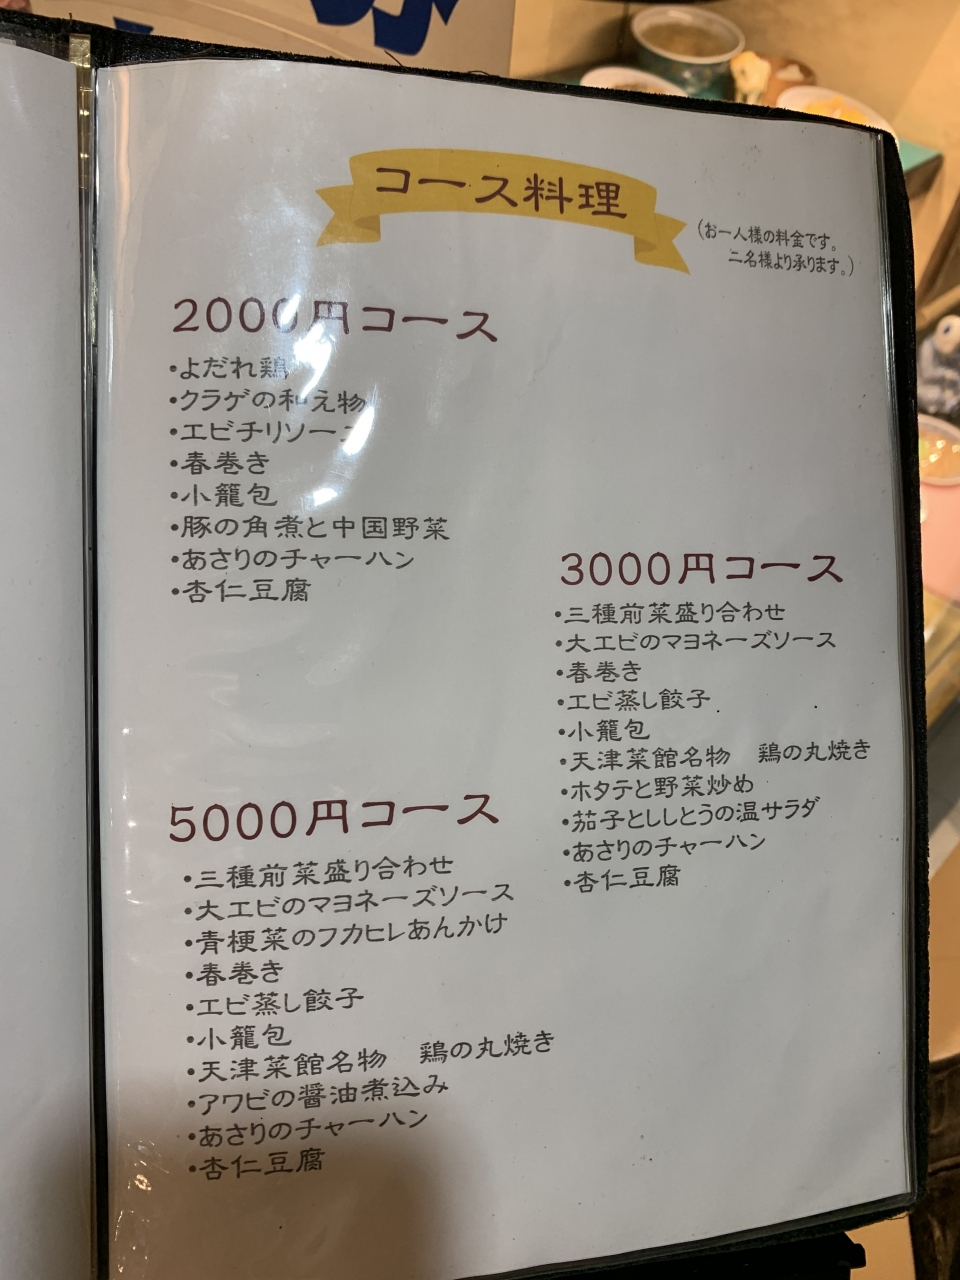 コース料理
(お一人様の料金です。
二名様より承ります。)
2000円コース
・よだれ鶏
・クラゲの和え物
・エビチリソース
・春巻き
・小籠包
・豚の角煮と中国野菜
・あさりのチャーハン
・杏仁豆腐
3000円コース
・三種前菜盛り合わせ
・大エビのマヨネーズソース
・春巻き
・エビ蒸し餃子
・小籠包
・天津菜館名物 鶏の丸焼き
・ホタテと野菜炒め
・茄子とししとうの温サラダ
・あさりのチャーハン
・杏仁豆腐
5000円コース
・三種前菜盛り合わせ
・大エビのマヨネーズソース
・青梗菜のフカヒレあんかけ
・春巻き
・エビ蒸し餃子
・小籠包
・天津菜館名物 鶏の丸焼き
・アワビの醤油煮込み
・あさりのチャーハン
・杏仁豆腐